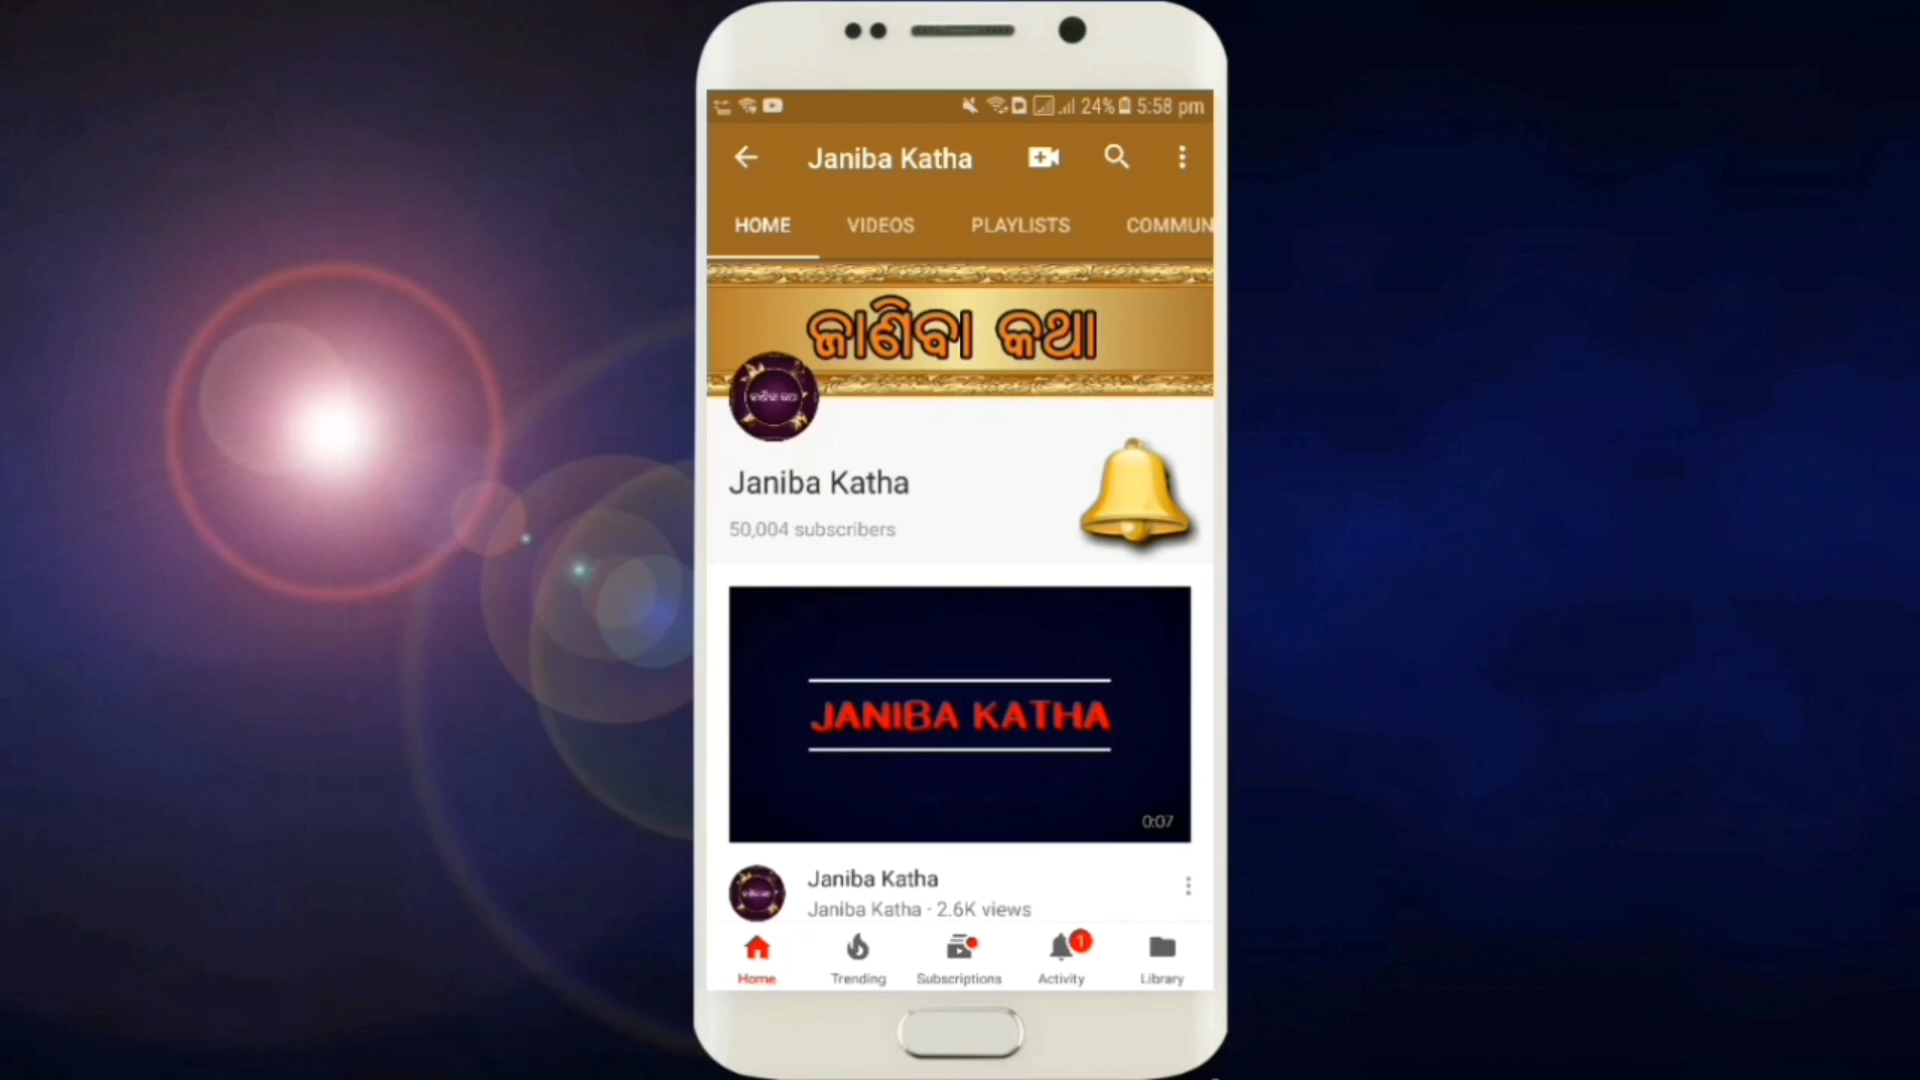 24% 5:58 pm
Janiba Katha
HOME VIDEOS PLAYLISTS COMMUN
ଜାଣିବା କଥା
ଜାଣିବା କଥା
Janiba Katha
50,004 subscribers
JANIBA KATHA
0:07
Janiba Katha
Janiba Katha · 2.6K views
1
Home Trending Subscriptions Activity Library